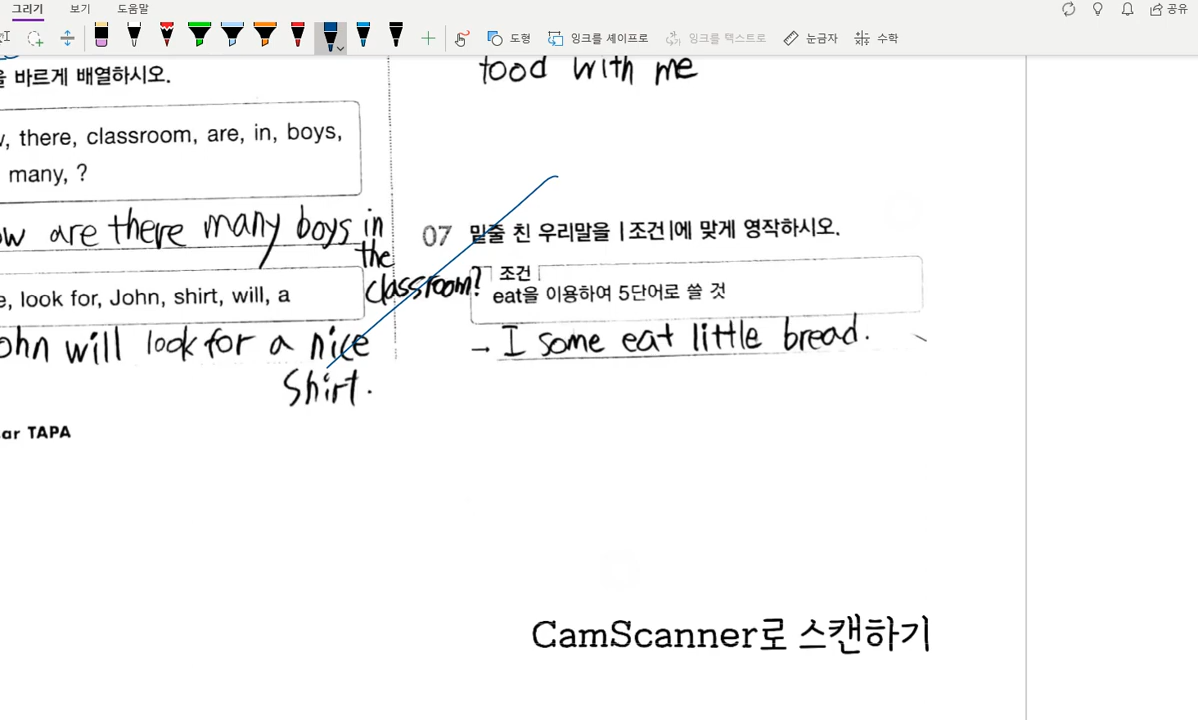 그리기 보기 도움말 공유
도형 잉크를 셰이프로 잉크를 텍스트로 눈금자 수학
바르게 배열하시오.
there, classroom, are, in, boys,
many, ?
are there many boys in
the
classroom?
look for, John, shirt, will, a
will look for a nice
shirt.
TAPA
food with me
07 밑줄 친 우리말을 |조건|에 맞게 영작하시오.
조건
eat을 이용하여 5단어로 쓸 것
→ I some eat little bread.
CamScanner로 스캔하기